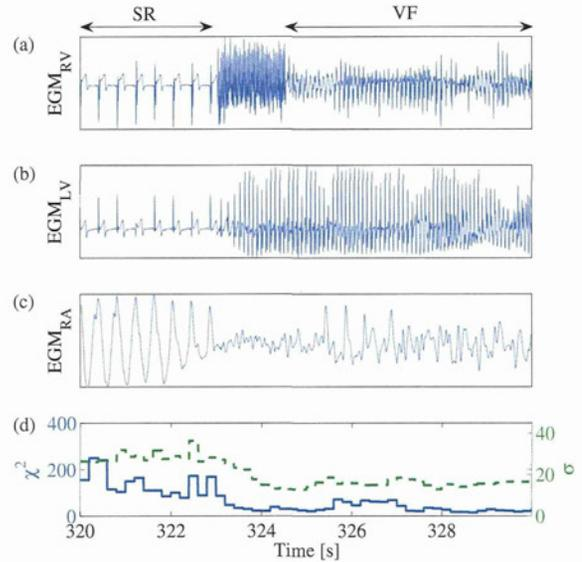 SR VF
(a)
EGM_RV
(b)
EGM_LV
(c)
EGM_RA
(d) 400 40
χ² 200 20 σ
0 0
320 322 324 326 328
Time [s]